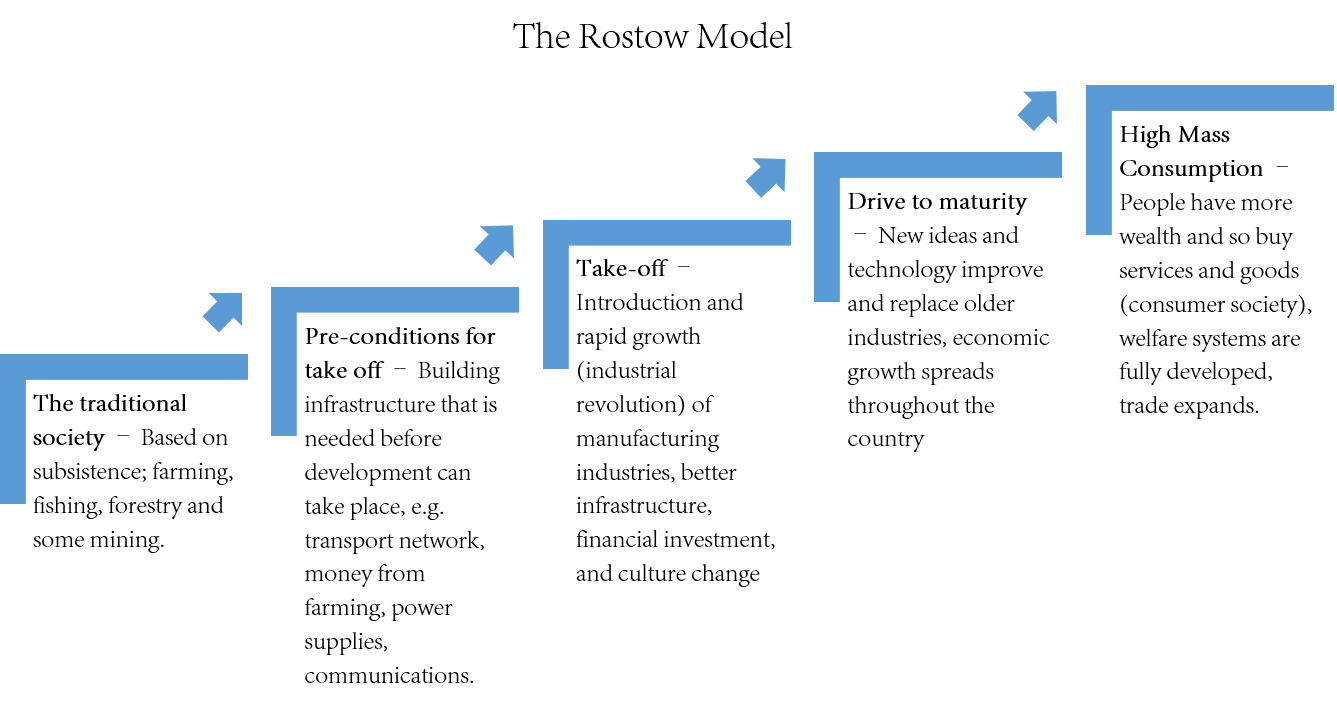 The Rostow Model
The traditional
society – Based on
subsistence; farming,
fishing, forestry and
some mining.
Pre-conditions for
take off – Building
infrastructure that is
needed before
development can
take place, e.g.
transport network,
money from
farming, power
supplies,
communications.
Take-off –
Introduction and
rapid growth
(industrial
revolution) of
manufacturing
industries, better
infrastructure,
financial investment,
and culture change
Drive to maturity
– New ideas and
technology improve
and replace older
industries, economic
growth spreads
throughout the
country
High Mass
Consumption –
People have more
wealth and so buy
services and goods
(consumer society),
welfare systems are
fully developed,
trade expands.